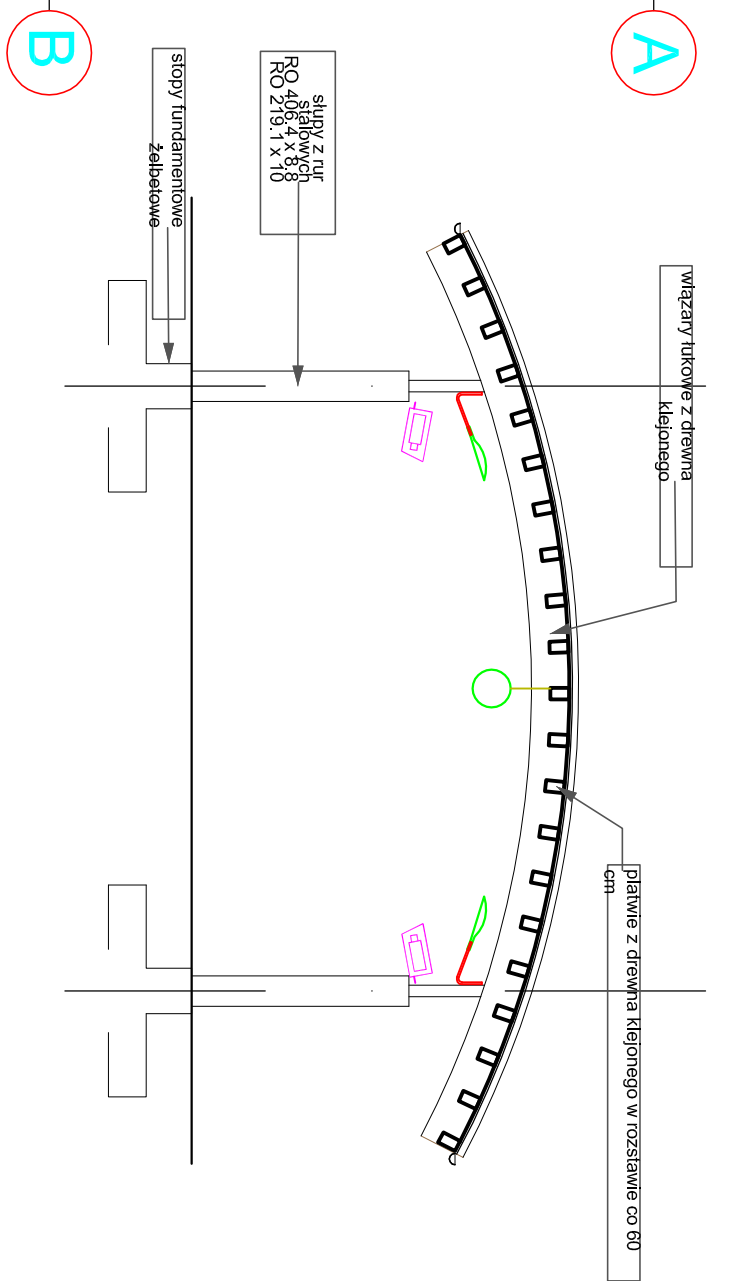 A
wiązary łukowe z drewna
klejonego
płatwie z drewna klejonego w rozstawie co 60
cm
słupy z rur
stalowych
RO 406.4 x 8.8
RO 219.1 x 10
stopy fundamentowe
żelbetowe
B